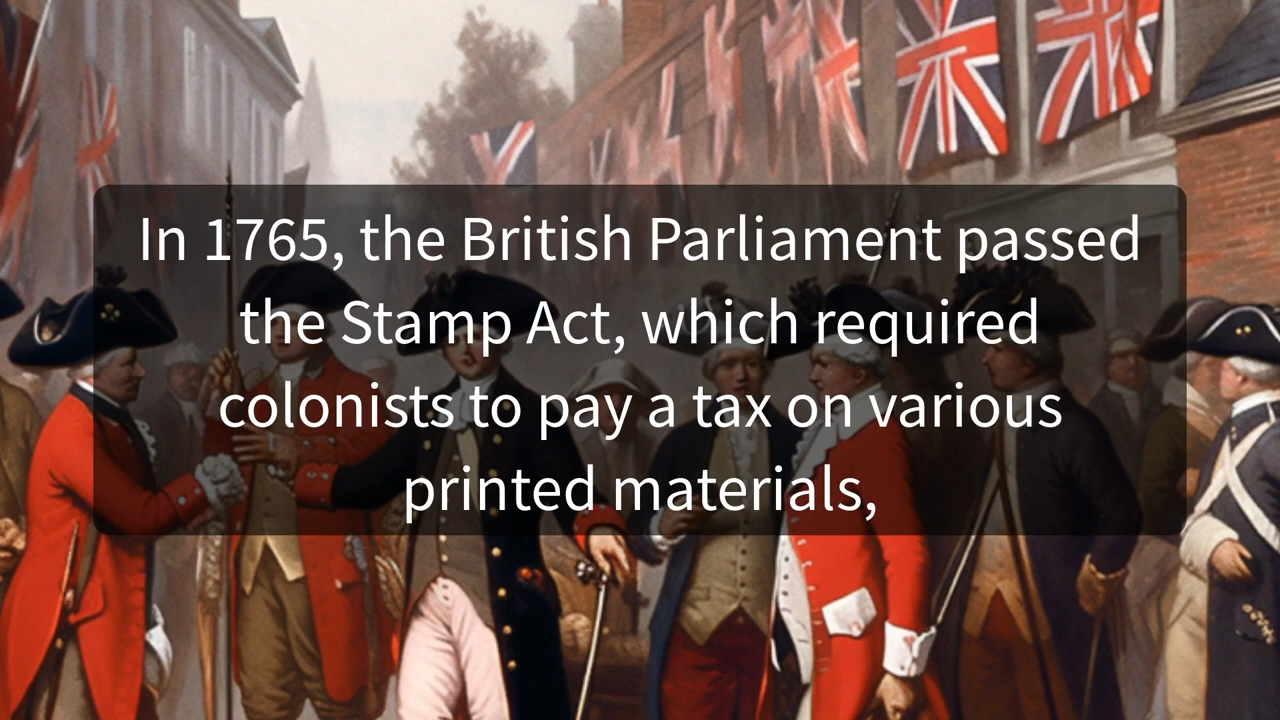 In 1765, the British Parliament passed
the Stamp Act, which required
colonists to pay a tax on various
printed materials,